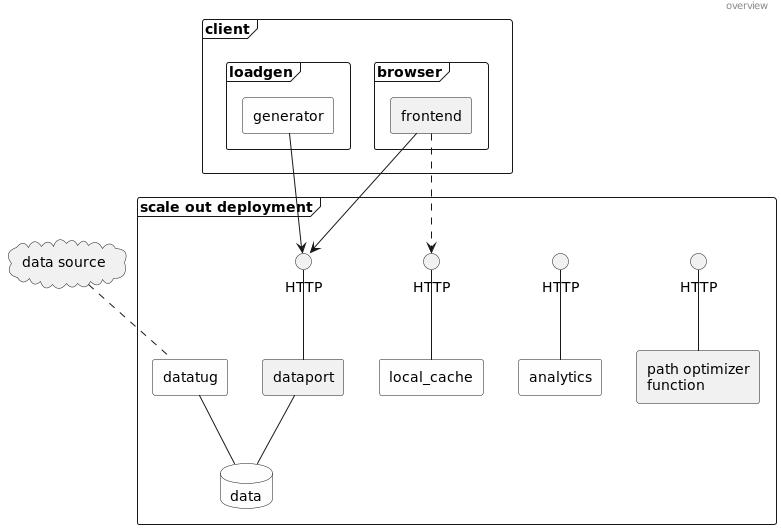 overview
client
loadgen
browser
generator
frontend
scale out deployment
data source
HTTP
HTTP
HTTP
HTTP
datatug
dataport
local_cache
analytics
path optimizer
function
data